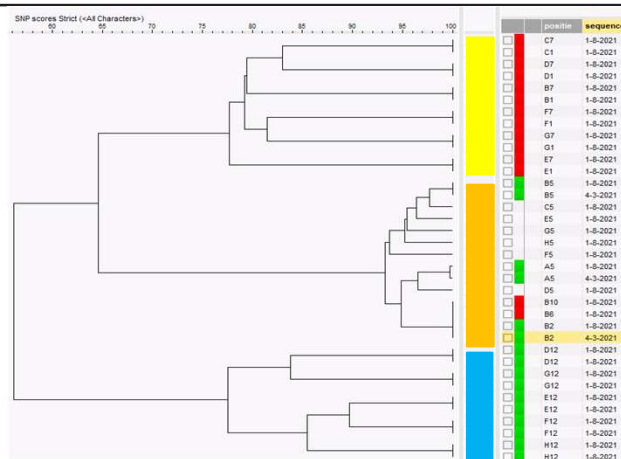 SNP scores Strict (<All Characters>)
60 65 70 75 80 85 90 95 100
positie sequence
C7 1-8-2021
C1 1-8-2021
D7 1-8-2021
D1 1-8-2021
B7 1-8-2021
B1 1-8-2021
F7 1-8-2021
F1 1-8-2021
G7 1-8-2021
G1 1-8-2021
E7 1-8-2021
E1 1-8-2021
B5 1-8-2021
B5 4-3-2021
C5 1-8-2021
E5 1-8-2021
G5 1-8-2021
H5 1-8-2021
F5 1-8-2021
A5 1-8-2021
A5 4-3-2021
D5 1-8-2021
B10 1-8-2021
B6 1-8-2021
B2 1-8-2021
B2 4-3-2021
D12 1-8-2021
D12 1-8-2021
G12 1-8-2021
G12 1-8-2021
E12 1-8-2021
E12 1-8-2021
F12 1-8-2021
F12 1-8-2021
H12 1-8-2021
H12 1-8-2021